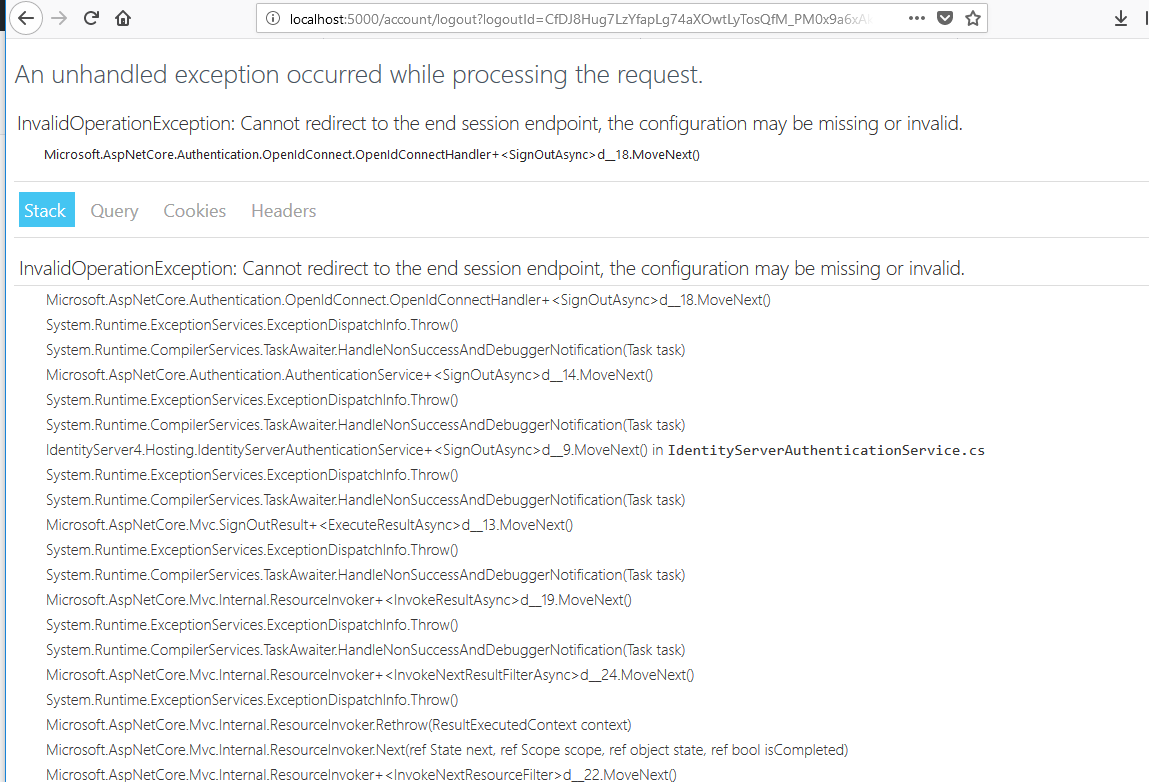 localhost:5000/account/logout?logoutId=CfDJ8Hug7LzYfapLg74aXOwtLyTosQfM_PM0x9a6xA
An unhandled exception occurred while processing the request.
InvalidOperationException: Cannot redirect to the end session endpoint, the configuration may be missing or invalid.
Microsoft.AspNetCore.Authentication.OpenIdConnect.OpenIdConnectHandler+<SignOutAsync>d__18.MoveNext()
Stack Query Cookies Headers
InvalidOperationException: Cannot redirect to the end session endpoint, the configuration may be missing or invalid.
Microsoft.AspNetCore.Authentication.OpenIdConnect.OpenIdConnectHandler+<SignOutAsync>d__18.MoveNext()
System.Runtime.ExceptionServices.ExceptionDispatchInfo.Throw()
System.Runtime.CompilerServices.TaskAwaiter.HandleNonSuccessAndDebuggerNotification(Task task)
Microsoft.AspNetCore.Authentication.AuthenticationService+<SignOutAsync>d__14.MoveNext()
System.Runtime.ExceptionServices.ExceptionDispatchInfo.Throw()
System.Runtime.CompilerServices.TaskAwaiter.HandleNonSuccessAndDebuggerNotification(Task task)
IdentityServer4.Hosting.IdentityServerAuthenticationService+<SignOutAsync>d__9.MoveNext() in IdentityServerAuthenticationService.cs
System.Runtime.ExceptionServices.ExceptionDispatchInfo.Throw()
System.Runtime.CompilerServices.TaskAwaiter.HandleNonSuccessAndDebuggerNotification(Task task)
Microsoft.AspNetCore.Mvc.SignOutResult+<ExecuteResultAsync>d__13.MoveNext()
System.Runtime.ExceptionServices.ExceptionDispatchInfo.Throw()
System.Runtime.CompilerServices.TaskAwaiter.HandleNonSuccessAndDebuggerNotification(Task task)
Microsoft.AspNetCore.Mvc.Internal.ResourceInvoker+<InvokeResultAsync>d__19.MoveNext()
System.Runtime.ExceptionServices.ExceptionDispatchInfo.Throw()
System.Runtime.CompilerServices.TaskAwaiter.HandleNonSuccessAndDebuggerNotification(Task task)
Microsoft.AspNetCore.Mvc.Internal.ResourceInvoker+<InvokeNextResultFilterAsync>d__24.MoveNext()
System.Runtime.ExceptionServices.ExceptionDispatchInfo.Throw()
Microsoft.AspNetCore.Mvc.Internal.ResourceInvoker.Rethrow(ResultExecutedContext context)
Microsoft.AspNetCore.Mvc.Internal.ResourceInvoker.Next(ref State next, ref Scope scope, ref object state, ref bool isCompleted)
Microsoft.AspNetCore.Mvc.Internal.ResourceInvoker+<InvokeNextResourceFilter>d__22.MoveNext()